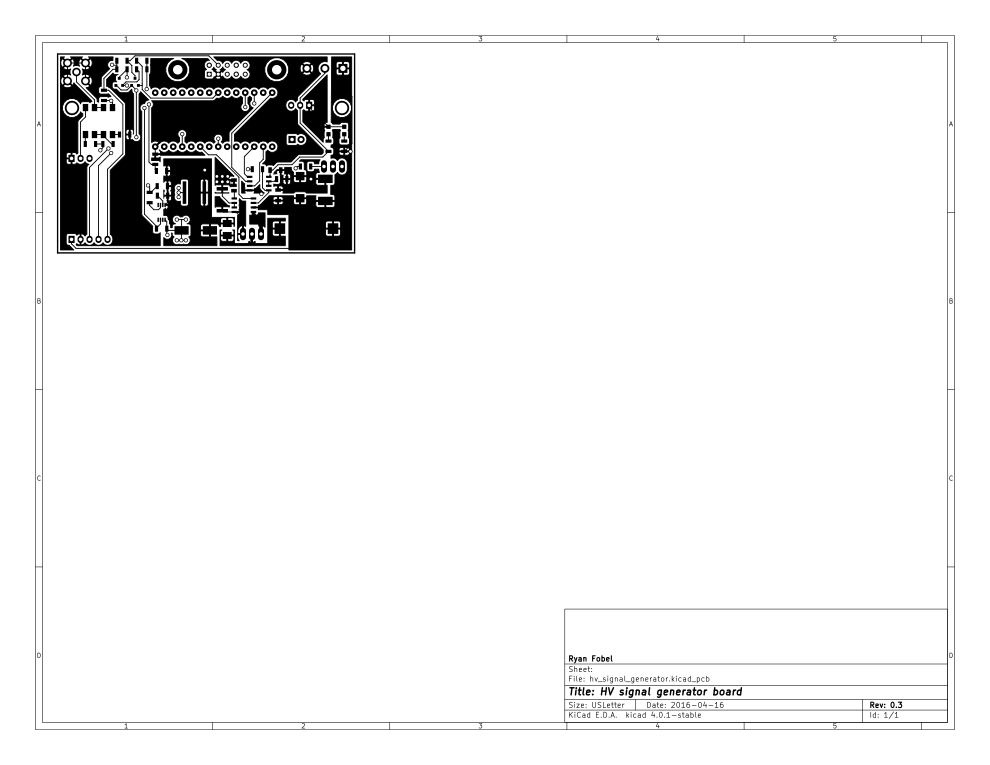 1 2 3 4 5
A A
B B
C C
D D
Ryan Fobel
Sheet:
File: hv_signal_generator.kicad_pcb
Title: HV signal generator board
Size: USLetter Date: 2016-04-16 Rev: 0.3
KiCad E.D.A. kicad 4.0.1-stable Id: 1/1
1 2 3 4 5